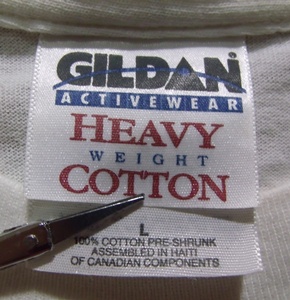 GILDAN
ACTIVEWEAR
HEAVY
WEIGHT
COTTON
L
100% COTTON PRE-SHRUNK
ASSEMBLED IN HAITI
OF CANADIAN COMPONENTS